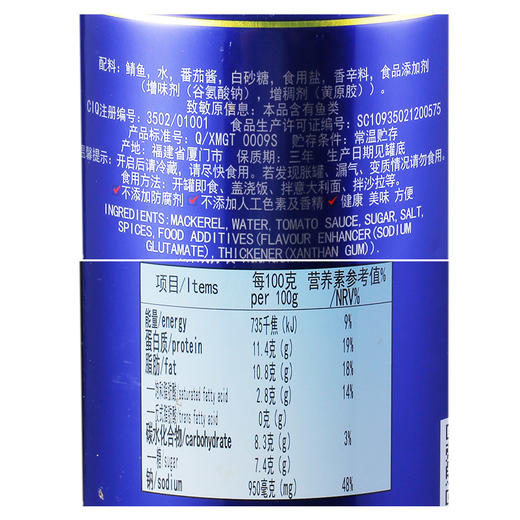 配料：鲭鱼，水，番茄酱，白砂糖，食用盐，香辛料，食品添加剂
（增味剂（谷氨酸钠），增稠剂（黄原胶））。
致敏原信息：本品含有鱼类
CIQ注册编号：3502/01001 食品生产许可证编号：SC10935021200575
产品标准号：Q/XMGT 0009S 贮存条件：常温贮存
产地：福建省厦门市 保质期：三年 生产日期见罐底
温馨提示：开启后请冷藏，请尽快食用。若发现胀罐、漏气、变质情况请勿食用。
食用方法：开罐即食、盖浇饭、拌意大利面、拌沙拉等。
✓不添加防腐剂 ✓不添加人工色素及香精 ✓健康 美味 方便
INGREDIENTS: MACKEREL, WATER, TOMATO SAUCE, SUGAR, SALT,
SPICES, FOOD ADDITIVES (FLAVOUR ENHANCER (SODIUM
GLUTAMATE), THICKENER (XANTHAN GUM)).
项目/Items 每100克 per 100g 营养素参考值% /NRV%
能量/energy 735千焦(kJ) 9%
蛋白质/protein 11.4克(g) 19%
脂肪/fat 10.8克(g) 18%
—饱和脂肪酸/saturated fatty acid 2.8克(g) 14%
—反式脂肪酸/trans fatty acid 0克(g)
碳水化合物/carbohydrate 8.3克(g) 3%
—糖/sugar 7.4克(g)
钠/sodium 950毫克(mg) 48%